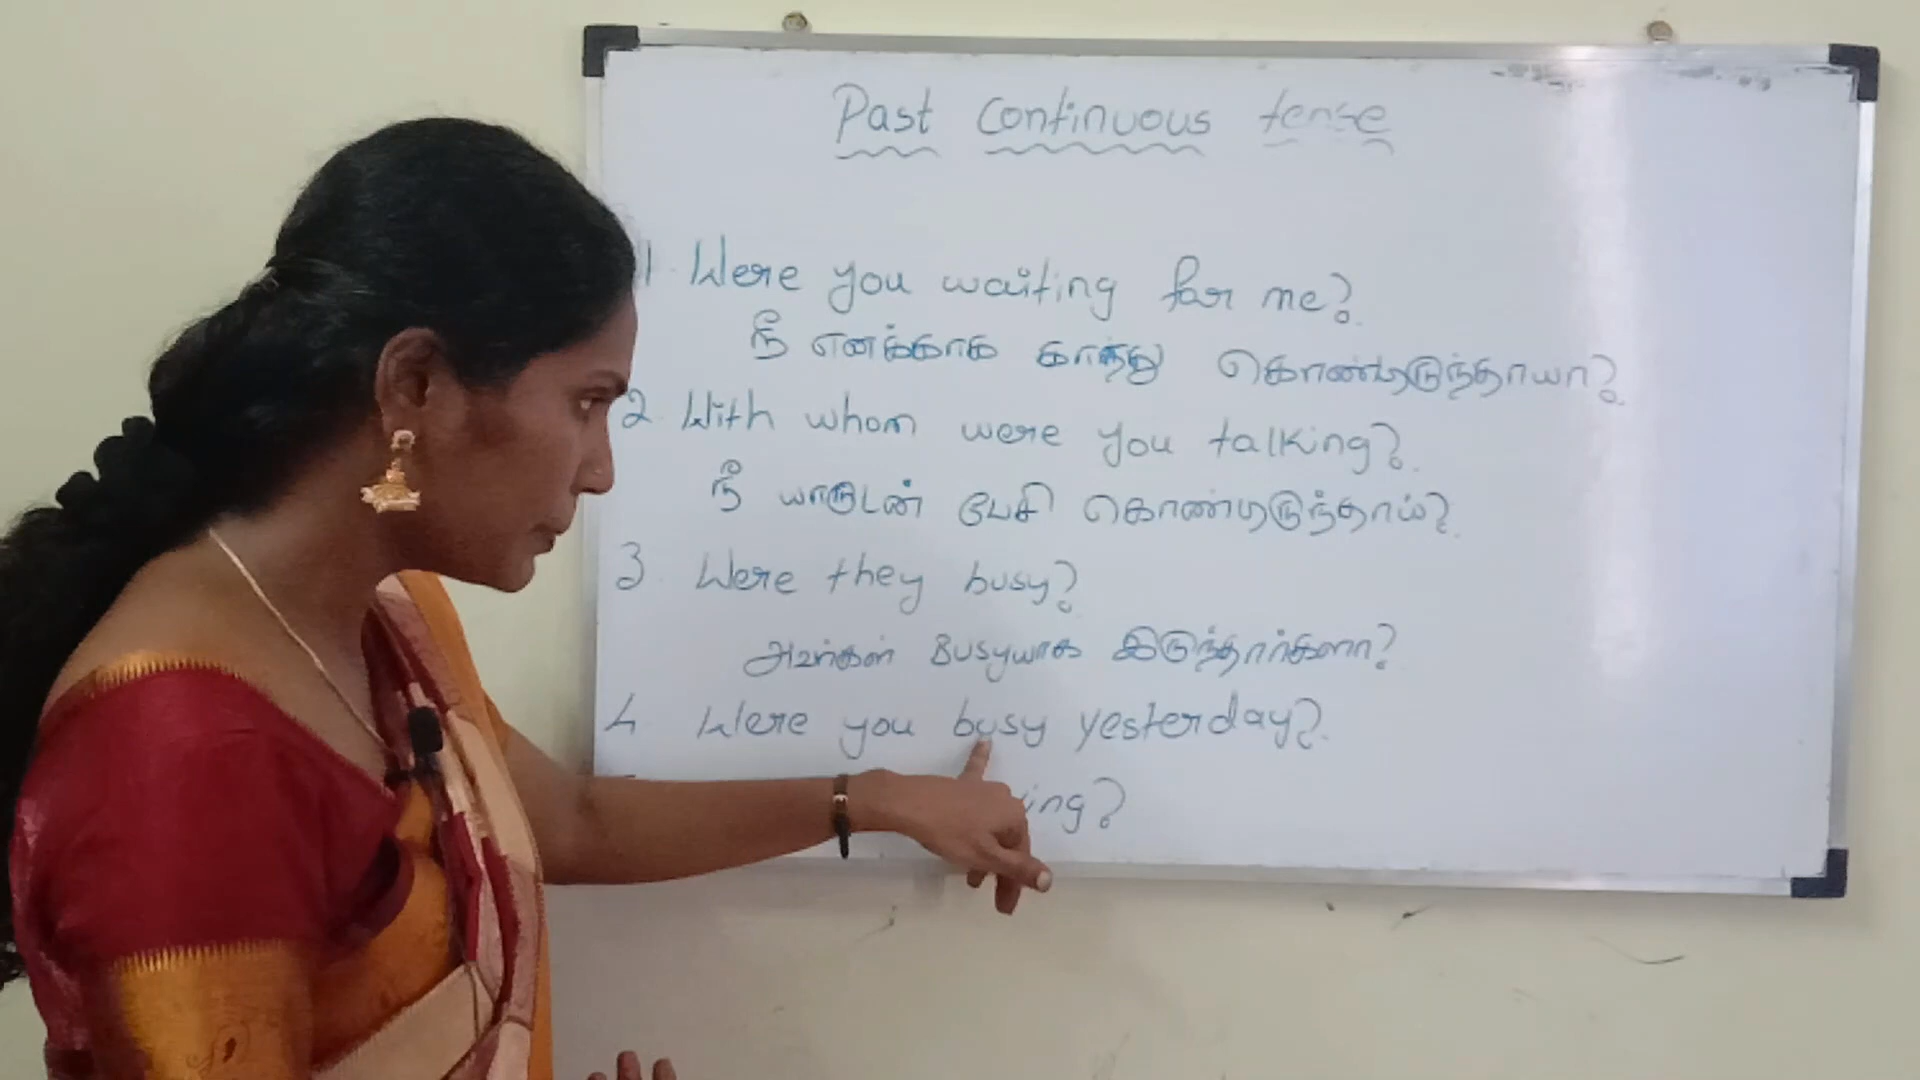 Past Continuous tense
1. Were you waiting for me?
நீ எனக்காக காத்து கொண்டிருந்தாயா?
2. With whom were you talking?
நீ யாருடன் பேசி கொண்டிருந்தாய்?
3. Were they busy?
அவர்கள் Busyயாக இருந்தார்களா?
4 Were you busy yesterday?